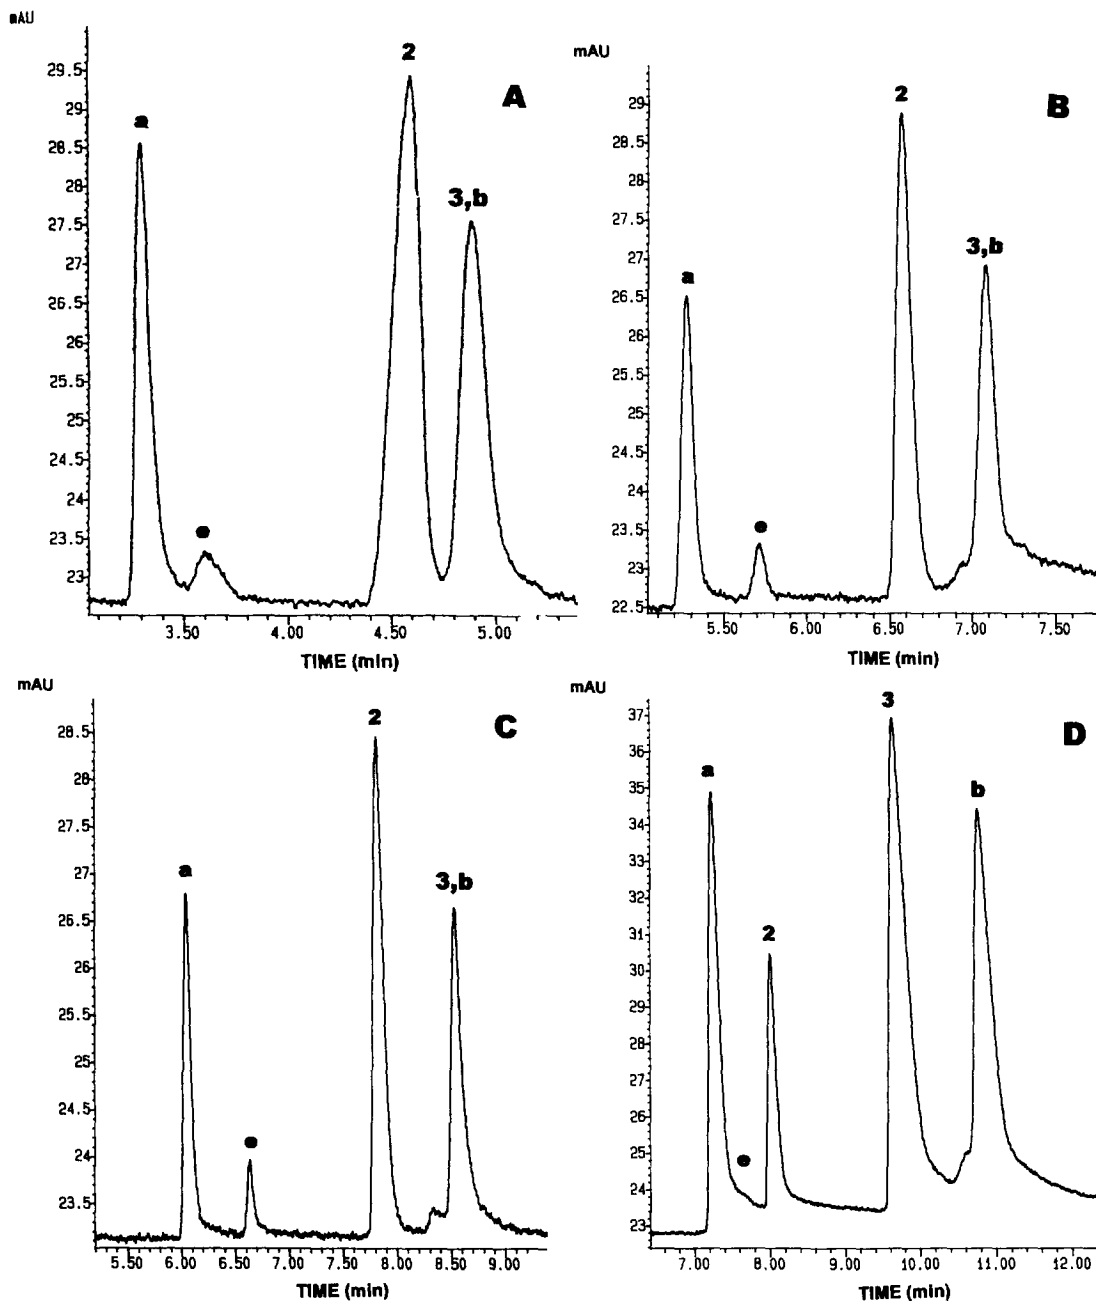 mAU
A
29.5
29
28.5
28
27.5
27
26.5
26
25.5
25
24.5
24
23.5
23
a
e
2
3,b
3.50 4.00 4.50 5.00
TIME (min)
mAU
B
29
28.5
28
27.5
27
26.5
26
25.5
25
24.5
24
23.5
23
22.5
a
e
2
3,b
5.50 6.00 6.50 7.00 7.50
TIME (min)
mAU
C
28.5
28
27.5
27
26.5
26
25.5
25
24.5
24
23.5
a
e
2
3,b
5.50 6.00 6.50 7.00 7.50 8.00 8.50 9.00
TIME (min)
mAU
D
37
36
35
34
33
32
31
30
29
28
27
26
25
24
23
a
e
2
3
b
7.00 8.00 9.00 10.00 11.00 12.00
TIME (min)